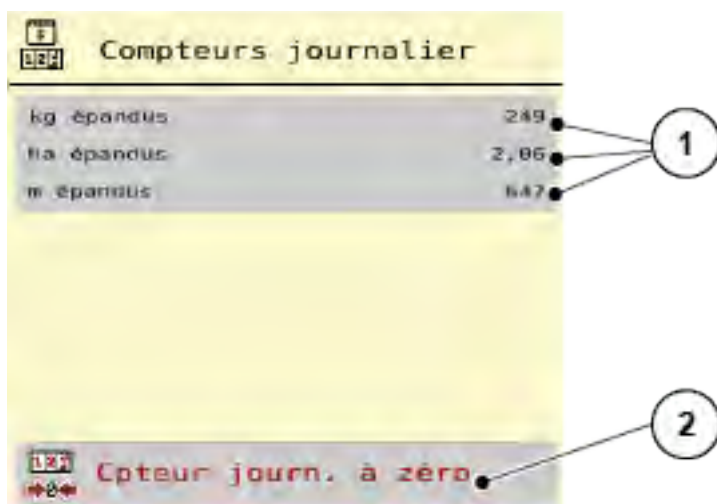 Compteurs journalier
kg épandus 249
ha épandus 2,06
m épandus 647
1
Cpteur journ. à zéro
2